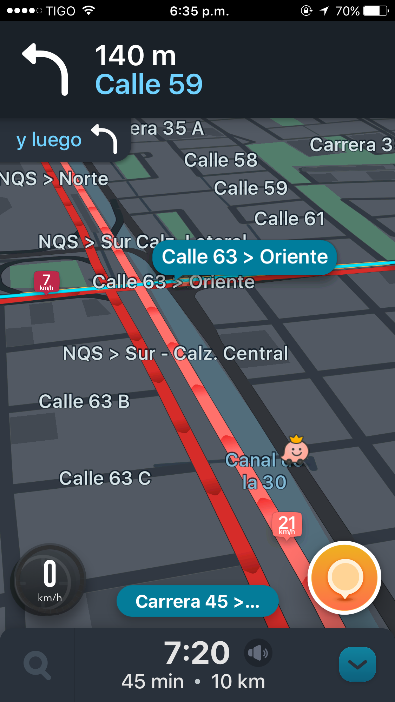 TIGO 6:35 p.m. 70%
140 m
Calle 59
y luego
era 35 A
Calle 58
Carrera 3
NQS > Norte
Calle 59
Calle 61
NQS > Sur Calz. Lateral
Calle 63 > Oriente
7
km/h
Calle 63 > Oriente
NQS > Sur - Calz. Central
Calle 63 B
Canal de
la 30
Calle 63 C
21
km/h
0
km/h
Carrera 45 >...
7:20
45 min • 10 km